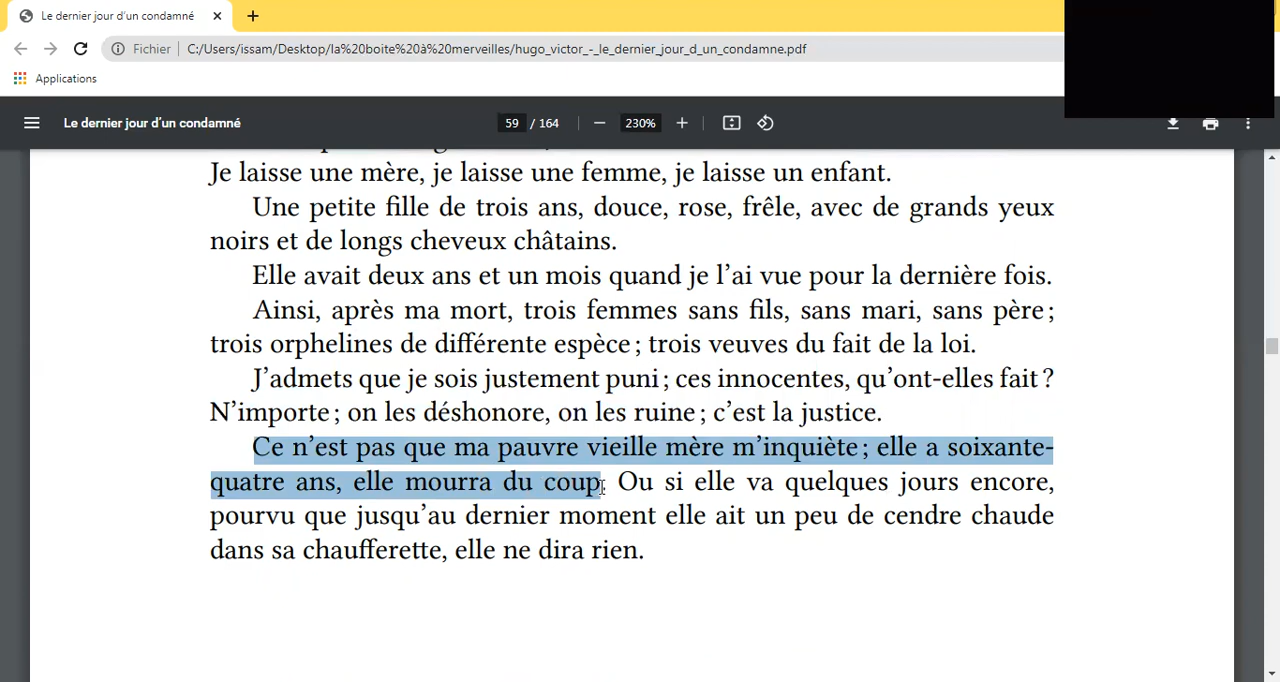 Le dernier jour d'un condamné
Fichier C:/Users/issam/Desktop/la%20boite%20à%20merveilles/hugo_victor_-_le_dernier_jour_d_un_condamne.pdf
Applications
Le dernier jour d'un condamné 59 / 164 230%
Je laisse une mère, je laisse une femme, je laisse un enfant.
Une petite fille de trois ans, douce, rose, frêle, avec de grands yeux
noirs et de longs cheveux châtains.
Elle avait deux ans et un mois quand je l'ai vue pour la dernière fois.
Ainsi, après ma mort, trois femmes sans fils, sans mari, sans père ;
trois orphelines de différente espèce ; trois veuves du fait de la loi.
J'admets que je sois justement puni ; ces innocentes, qu'ont-elles fait ?
N'importe ; on les déshonore, on les ruine ; c'est la justice.
Ce n'est pas que ma pauvre vieille mère m'inquiète ; elle a soixante-
quatre ans, elle mourra du coup. Ou si elle va quelques jours encore,
pourvu que jusqu'au dernier moment elle ait un peu de cendre chaude
dans sa chaufferette, elle ne dira rien.